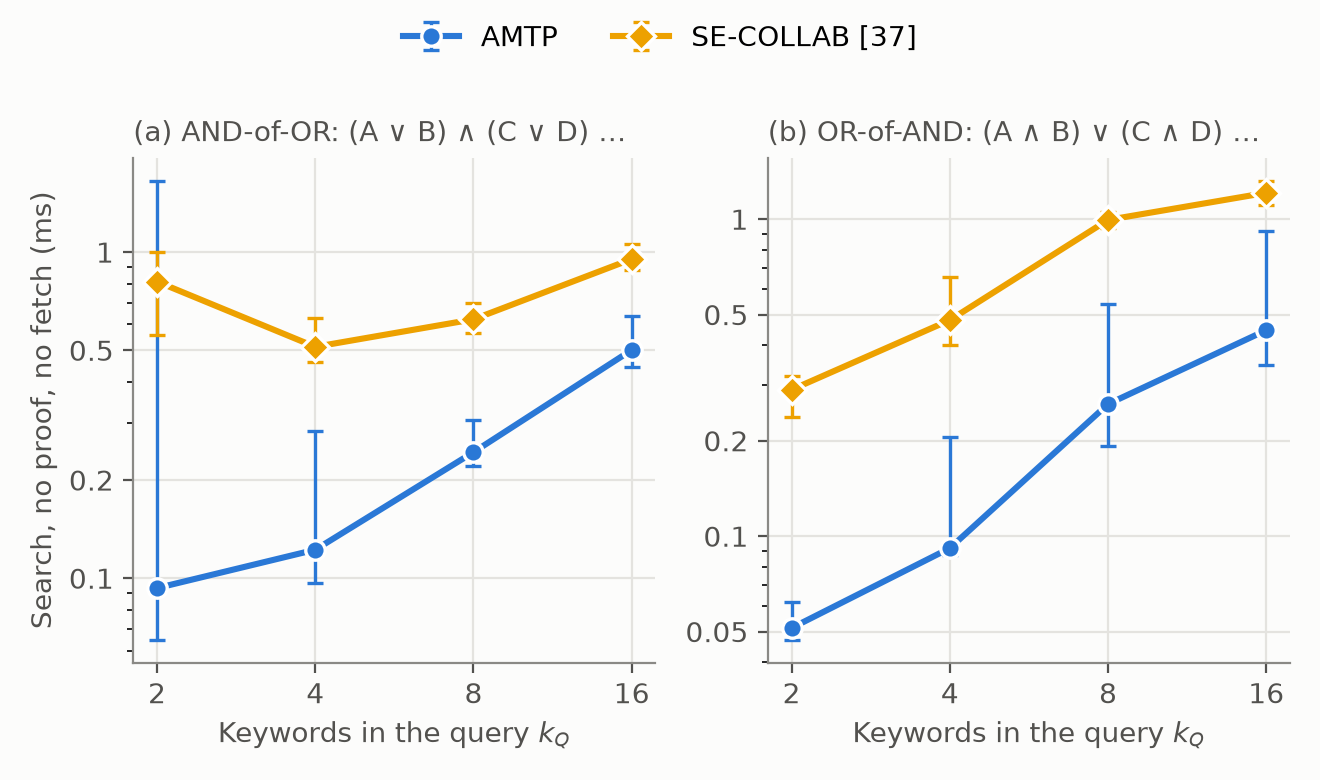 AMTP SE-COLLAB [37]
(a) AND-of-OR: (A ∨ B) ∧ (C ∨ D) ...
Search, no proof, no fetch (ms)
1
0.5
0.2
0.1
2 4 8 16
Keywords in the query kQ
(b) OR-of-AND: (A ∧ B) ∨ (C ∧ D) ...
1
0.5
0.2
0.1
0.05
2 4 8 16
Keywords in the query kQ